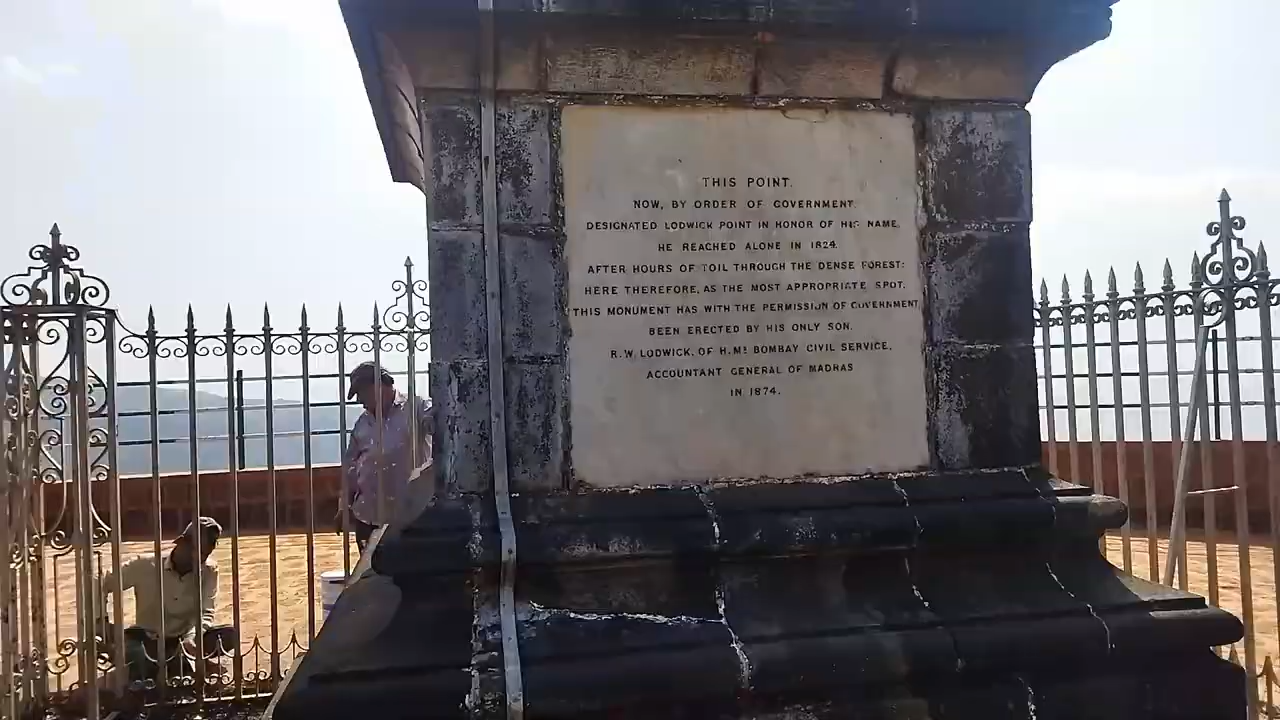 THIS POINT.
NOW, BY ORDER OF GOVERNMENT.
DESIGNATED LODWICK POINT IN HONOR OF HIS NAME,
HE REACHED ALONE IN 1824.
AFTER HOURS OF TOIL THROUGH THE DENSE FOREST:
HERE THEREFORE, AS THE MOST APPROPRIATE SPOT,
THIS MONUMENT HAS WITH THE PERMISSION OF GOVERNMENT
BEEN ERECTED BY HIS ONLY SON,
R.W. LODWICK, OF H.Ms BOMBAY CIVIL SERVICE,
ACCOUNTANT GENERAL OF MADRAS
IN 1874.